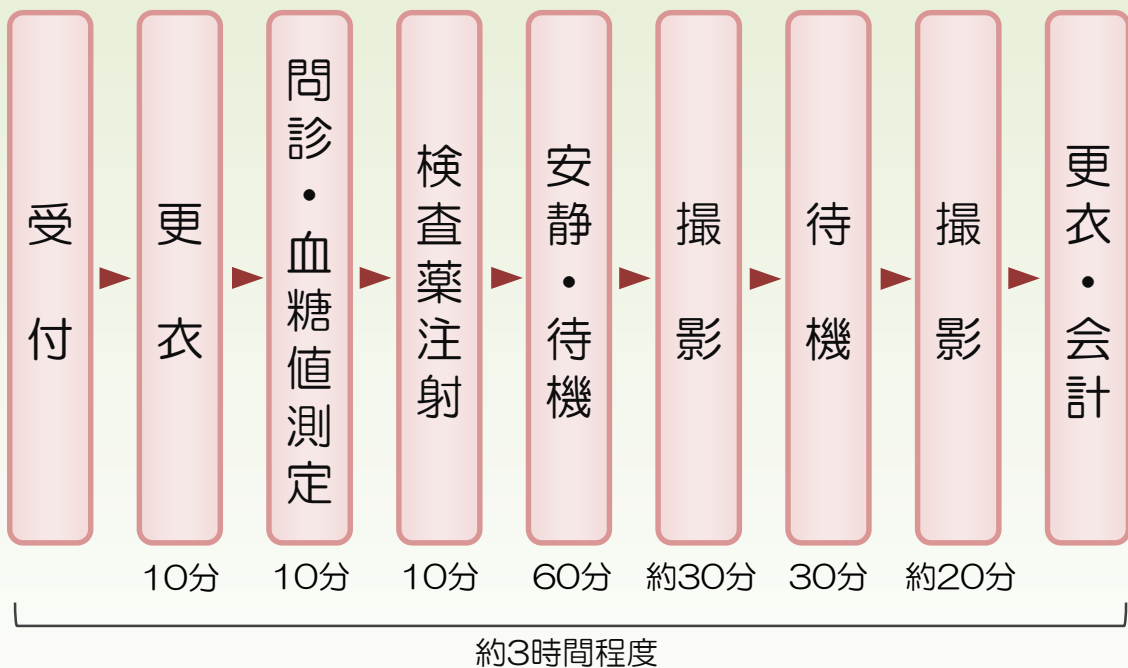 受付
更衣
問診・血糖値測定
検査薬注射
安静・待機
撮影
待機
撮影
更衣・会計
10分
10分
10分
60分
約30分
30分
約20分
約3時間程度